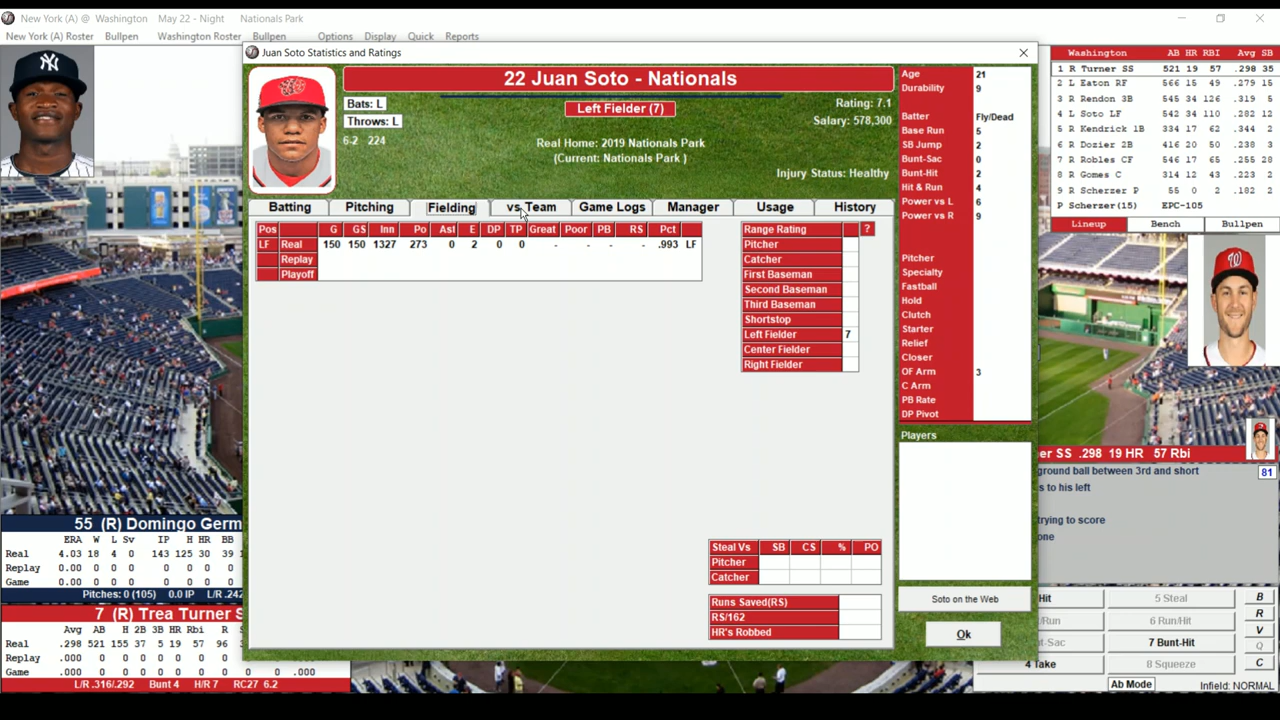 New York (A) @ Washington May 22 - Night Nationals Park
New York (A) Roster Bullpen Washington Roster Bullpen Options Display Quick Reports
Juan Soto Statistics and Ratings
22 Juan Soto - Nationals
Bats: L
Throws: L
6-2 224
Left Fielder (7)
Real Home: 2019 Nationals Park
(Current: Nationals Park )
Rating: 7.1
Salary: 578,300
Injury Status: Healthy
Batting Pitching Fielding vs Team Game Logs Manager Usage History
Pos G GS Inn Po Ast E DP TP Great Poor PB RS Pct
LF Real 150 150 1327 273 0 2 0 0 - - - - .993 LF
Replay
Playoff
Range Rating ?
Pitcher
Catcher
First Baseman
Second Baseman
Third Baseman
Shortstop
Left Fielder 7
Center Fielder
Right Fielder
Steal Vs SB CS % PO
Pitcher
Catcher
Runs Saved(RS)
RS/162
HR's Robbed
Age 21
Durability 9
Batter Fly/Dead
Base Run 5
SB Jump 2
Bunt-Sac 0
Bunt-Hit 2
Hit & Run 4
Power vs L 6
Power vs R 9
Pitcher
Specialty
Fastball
Hold
Clutch
Starter
Relief
Closer
OF Arm 3
C Arm
PB Rate
DP Pivot
Players
Soto on the Web
Ok
Washington AB HR RBI Avg SB
1 R Turner SS 521 19 57 .298 35
2 L Eaton RF 566 15 49 .282 15
3 R Rendon 3B 545 34 126 .319 5
4 L Soto LF 542 34 110 .282 12
5 R Kendrick 1B 334 17 62 .344 2
6 R Dozier 2B 416 20 50 .238 3
7 R Robles CF 546 17 65 .255 28
8 R Gomes C 314 12 43 .223 2
9 R Scherzer P 55 0 2 .182 2
P Scherzer(15) EPC-105
Lineup Bench Bullpen
er SS .298 19 HR 57 Rbi
ground ball between 3rd and short 81
s to his left
trying to score
one
Hit 5 Steal B
/Run 6 Run/Hit R
nt-Sac 7 Bunt-Hit V
Q
4 Take 8 Squeeze C
Ab Mode Infield: NORMAL
55 (R) Domingo Germ
ERA W L Sv IP H HR BB
Real 4.03 18 4 0 143 125 30 39
Replay 0.00 0 0 0 0 0 0 0
Game 0.00 0 0 0 0 0 0 0
Pitches: 0 (105) 0.0 IP L/R .242
7 (R) Trea Turner S
Avg AB H 2B 3B HR Rbi R
Real .298 521 155 37 5 19 57 96
Replay .000 0 0 0 0 0 0 0
Game .000 0 0 0 0 0 0 0 0 0 0 .000
L/R .316/.292 Bunt 4 H/R 7 RC27 6.2